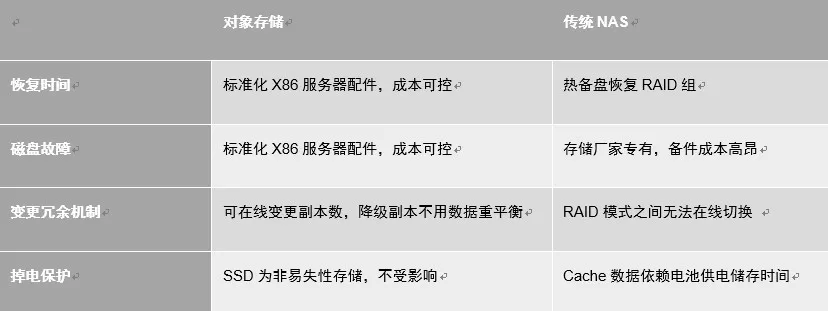 对象存储 传统 NAS
恢复时间 标准化 X86 服务器配件，成本可控 热备盘恢复 RAID 组
磁盘故障 标准化 X86 服务器配件，成本可控 存储厂家专有，备件成本高昂
变更冗余机制 可在线变更副本数，降级副本不用数据重平衡 RAID 模式之间无法在线切换
掉电保护 SSD 为非易失性存储，不受影响 Cache 数据依赖电池供电储存时间